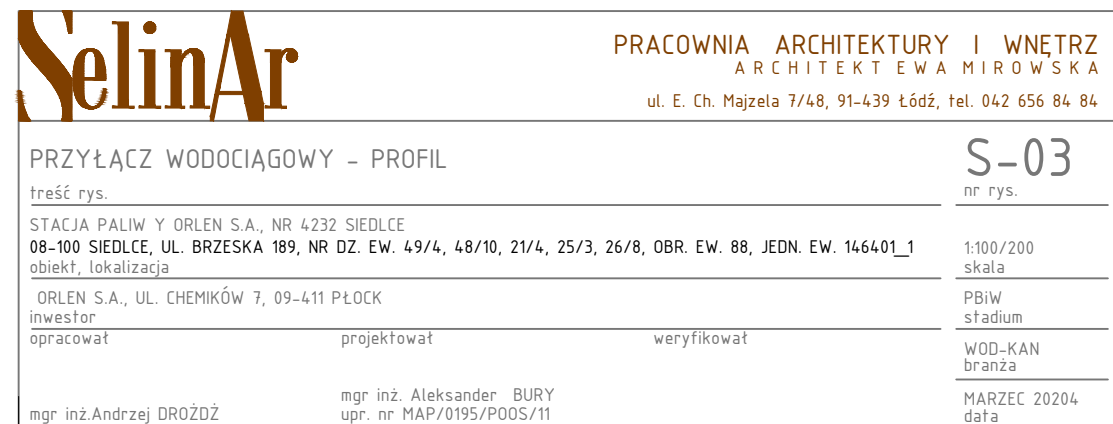 SelinAr
PRACOWNIA ARCHITEKTURY I WNĘTRZ
ARCHITEKT EWA MIROWSKA
ul. E. Ch. Majzela 7/48, 91-439 Łódź, tel. 042 656 84 84
PRZYŁĄCZ WODOCIĄGOWY - PROFIL
treść rys.
S-03
nr rys.
STACJA PALIW Y ORLEN S.A., NR 4232 SIEDLCE
08-100 SIEDLCE, UL. BRZESKA 189, NR DZ. EW. 49/4, 48/10, 21/4, 25/3, 26/8, OBR. EW. 88, JEDN. EW. 146401_1
obiekt, lokalizacja
1:100/200
skala
ORLEN S.A., UL. CHEMIKÓW 7, 09-411 PŁOCK
inwestor
PBiW
stadium
opracował
projektował
weryfikował
WOD-KAN
branża
mgr inż.Andrzej DROŻDŻ
mgr inż. Aleksander BURY
upr. nr MAP/0195/POOS/11
MARZEC 20204
data